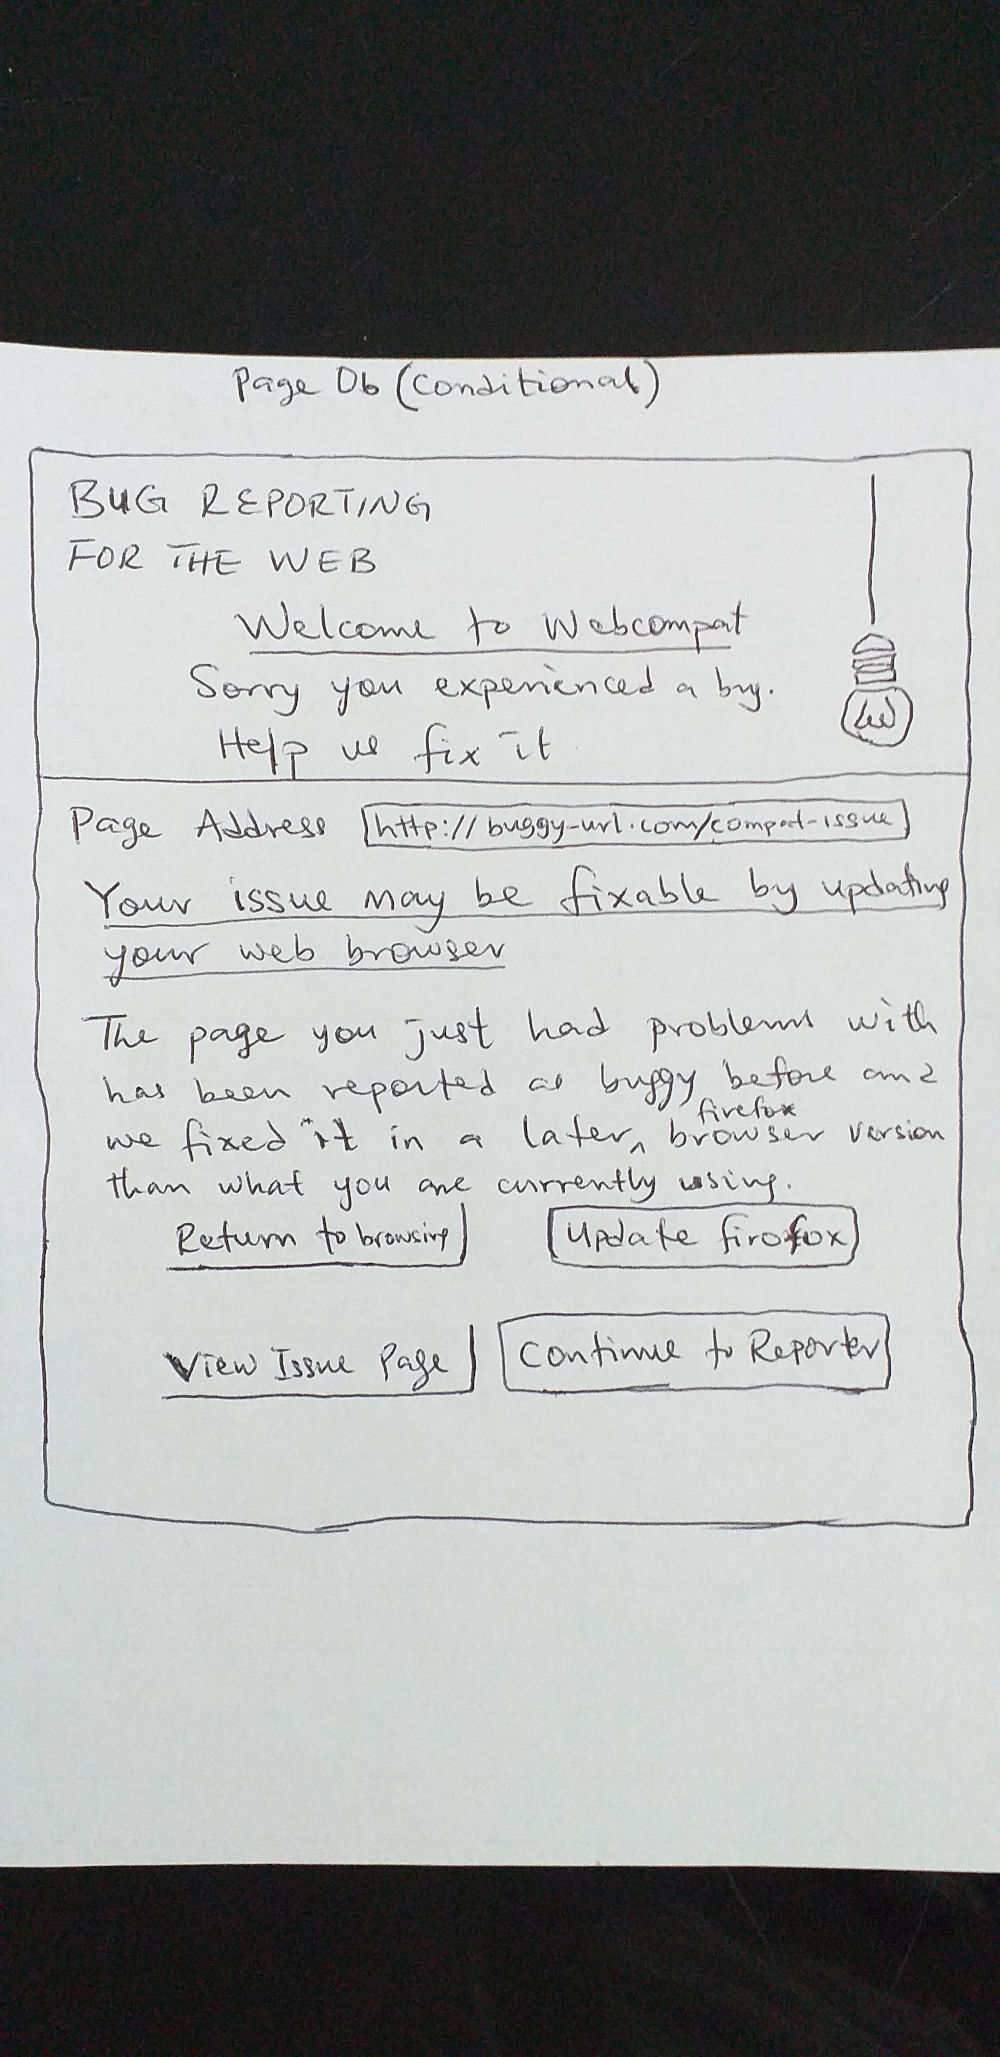 Page 0b (Conditional)
BUG REPORTING
FOR THE WEB
Welcome to Webcompat
Sorry you experienced a bug.
Help us fix it
W
Page Address http://buggy-url.com/compat-issue
Your issue may be fixable by updating
your web browser
The page you just had problems with
has been reported as buggy before and
we fixed it in a later firefox browser version
than what you are currently using.
Return to browsing Update firefox
View Issue Page Continue to Reporter